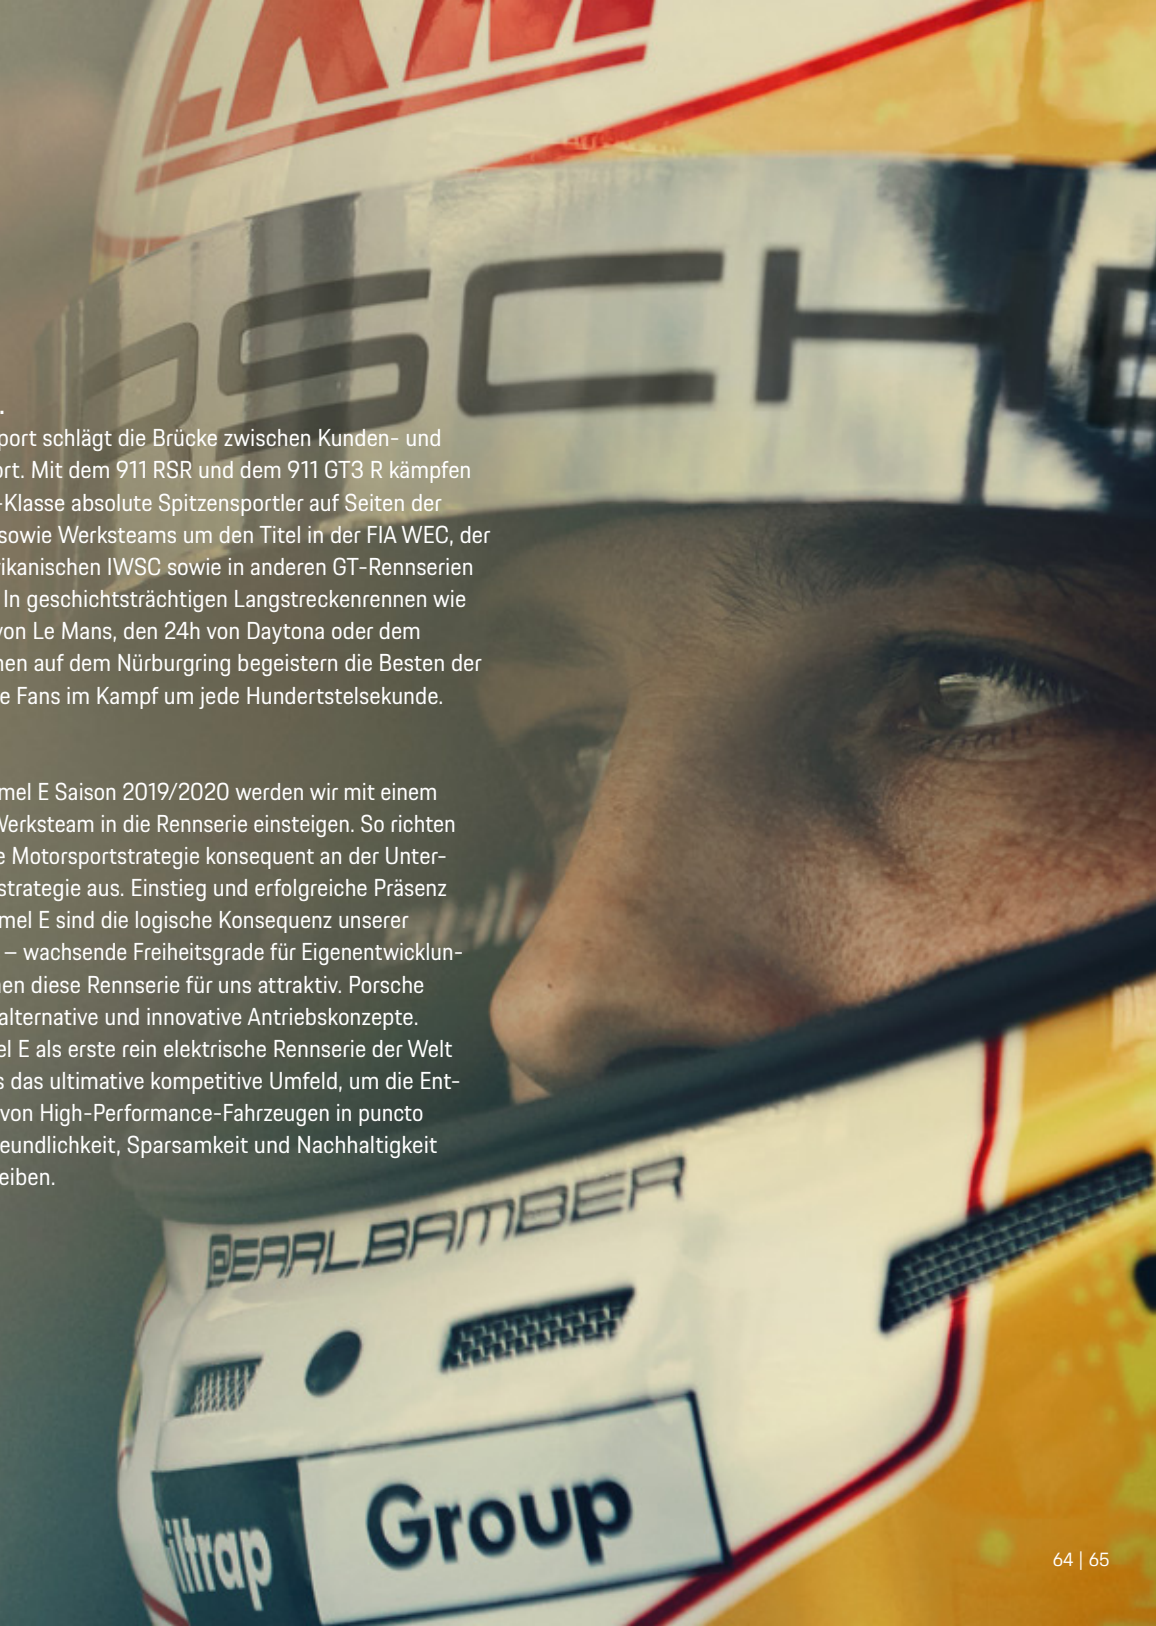 KM
RSCHE
.
port schlägt die Brücke zwischen Kunden- und
ort. Mit dem 911 RSR und dem 911 GT3 R kämpfen
-Klasse absolute Spitzensportler auf Seiten der
sowie Werksteams um den Titel in der FIA WEC, der
ikanischen IWSC sowie in anderen GT-Rennserien
In geschichtsträchtigen Langstreckenrennen wie
von Le Mans, den 24h von Daytona oder dem
nen auf dem Nürburgring begeistern die Besten der
e Fans im Kampf um jede Hundertstelsekunde.
mel E Saison 2019/2020 werden wir mit einem
Werksteam in die Rennserie einsteigen. So richten
e Motorsportstrategie konsequent an der Unter-
strategie aus. Einstieg und erfolgreiche Präsenz
mel E sind die logische Konsequenz unserer
– wachsende Freiheitsgrade für Eigenentwicklun-
hen diese Rennserie für uns attraktiv. Porsche
alternative und innovative Antriebskonzepte.
el E als erste rein elektrische Rennserie der Welt
s das ultimative kompetitive Umfeld, um die Ent-
von High-Performance-Fahrzeugen in puncto
eundlichkeit, Sparsamkeit und Nachhaltigkeit
eiben.
@EARLBAMBER
iltrap
Group
64 | 65